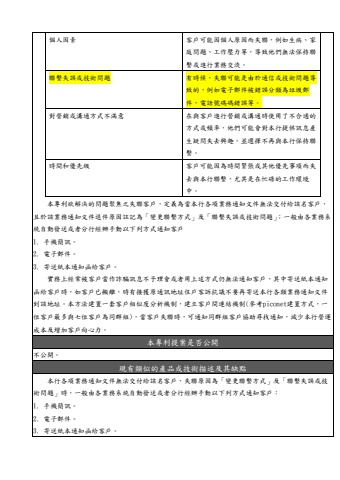 個人因素
客戶可能因個人原因而失聯，例如生病、家
庭問題、工作壓力等，導致他們無法保持聯
繫或進行業務交流。
聯繫失誤或技術問題
有時候，失聯可能是由於通信或技術問題導
致的，例如電子郵件被錯誤分類為垃圾郵
件，電話號碼碼錯誤等。
對營銷或溝通方式不滿意
在與客戶進行營銷或溝通時使用了不合適的
方式或頻率，他們可能會對本行提供訊息產
生疑問失去興趣，並選擇不再與本行保持聯
繫。
時間和優先級
客戶可能因為時間緊張或其他優先事項而失
去與本行聯繫，尤其是在忙碌的工作環境
中。
本專利欲解決的問題聚焦之失聯客戶，定義為當本行各項業務通知文件無法交付給該名客戶，
且於該業務通知文件退件原因註記為「變更聯繫方式」及「聯繫失誤或技術問題」；一般由各業務系
統自動發送或者分行經辦手動以下列方式通知客戶
1. 手機簡訊。
2. 電子郵件。
3. 寄送紙本通知函給客戶。
實務上經常被客戶當作詐騙訊息不予理會或者用上述方式仍無法通知客戶，其中寄送紙本通知
函給客戶時，如客戶已搬離，時有接獲原通訊地址住戶客訴抗議不要再寄送本行各類業務通知文件
到該地址。本方法建置一套客戶相似度分析機制，建立客戶間連結機制(參考picomet建置方式，一
位客戶最多與七位客戶為同群組)，當客戶失聯時，可通知同群組客戶協助尋找通知，減少本行營運
成本及增加客戶向心力。
本專利提案是否公開
不公開。
現有類似的產品或技術描述及其缺點
本行各項業務通知文件無法交付給該名客戶，失聯原因為「變更聯繫方式」及「聯繫失誤或技
術問題」時，一般由各業務系統自動發送或者分行經辦手動以下列方式通知客戶：
1. 手機簡訊。
2. 電子郵件。
3. 寄送紙本通知函給客戶。